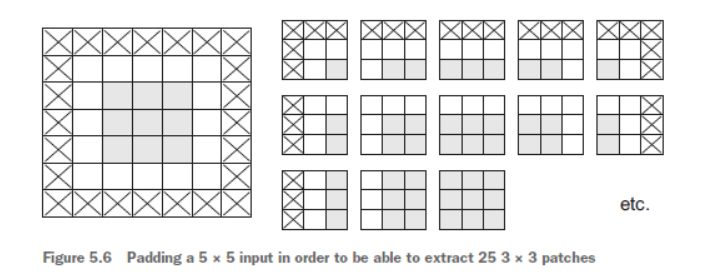 etc.
Figure 5.6 Padding a 5 × 5 input in order to be able to extract 25 3 × 3 patches